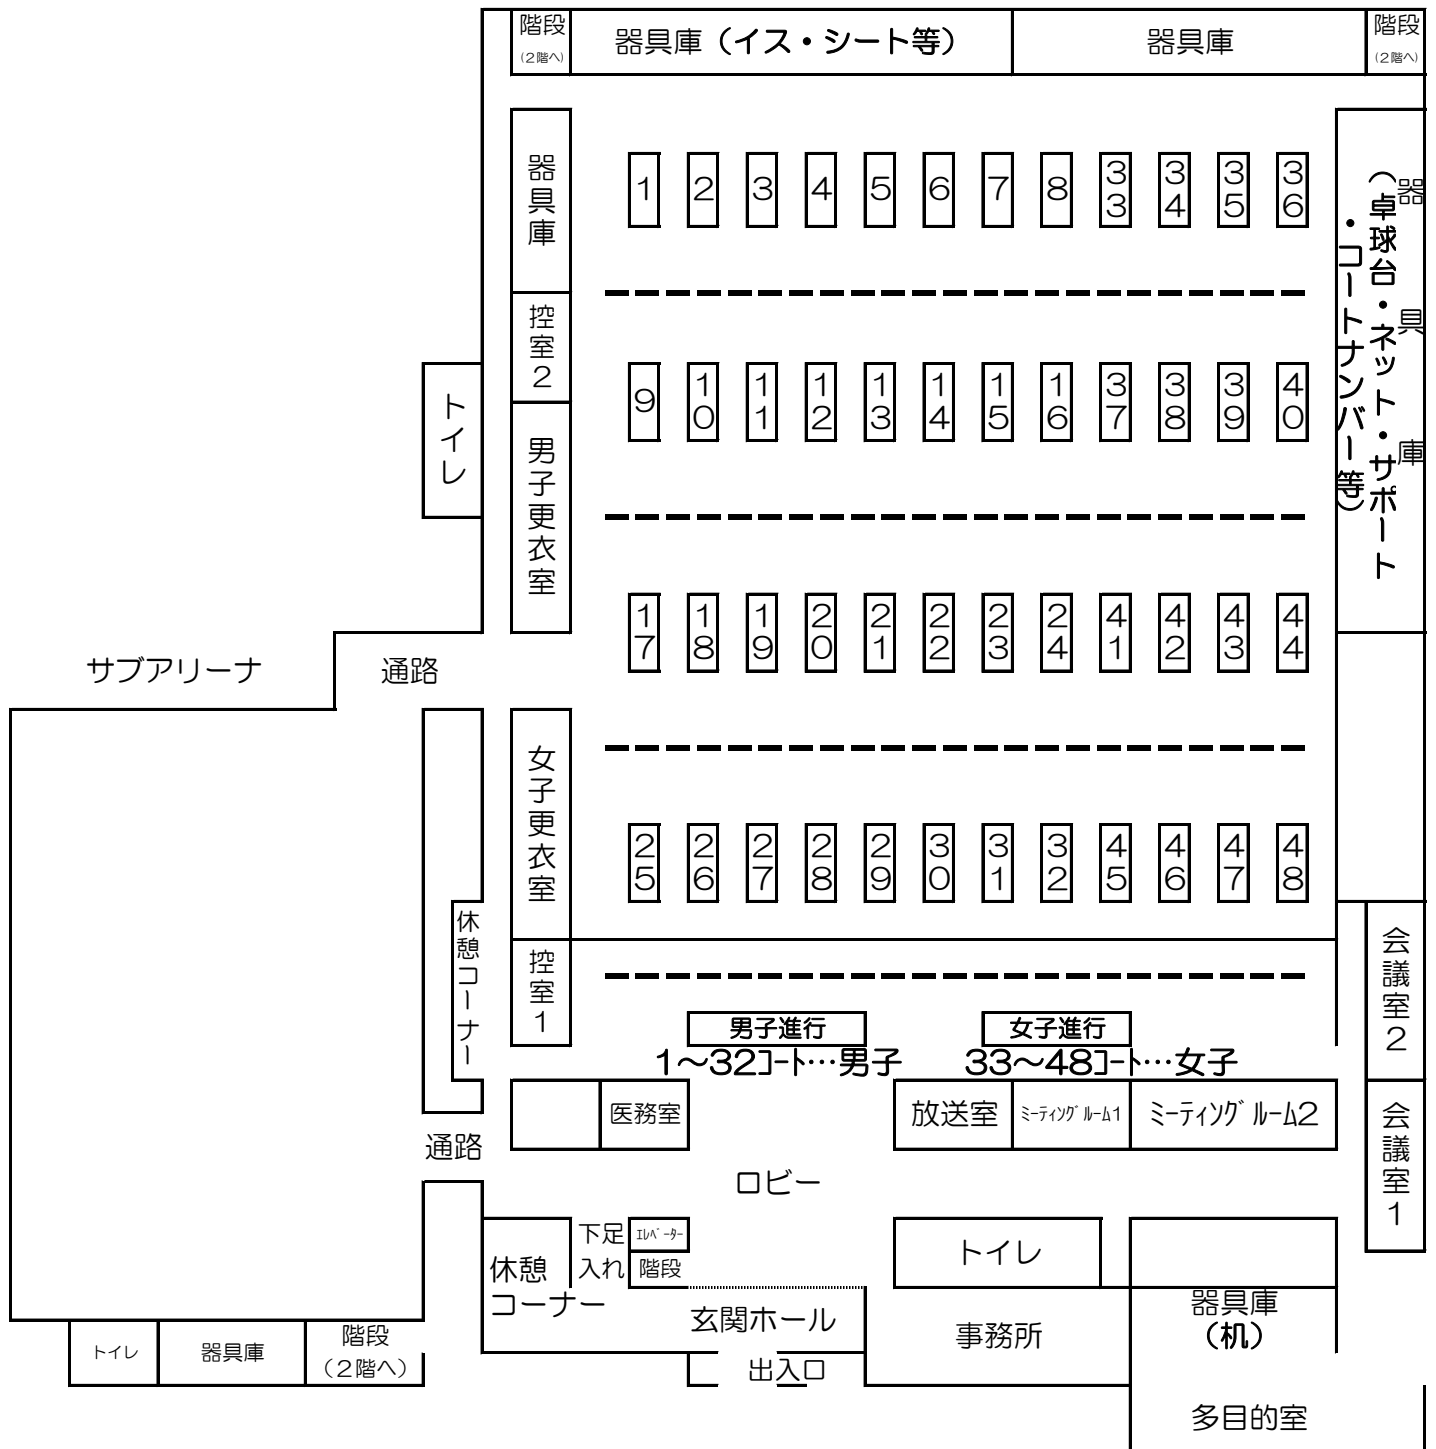 階段
(2階へ)
器具庫（イス・シート等）
器具庫
階段
(2階へ)
器具庫
1
2
3
4
5
6
7
8
33
34
35
36
器具庫
（卓球台・ネット・サポート
・コートナンバー等）
控室2
トイレ
9
10
11
12
13
14
15
16
37
38
39
40
男子更衣室
17
18
19
20
21
22
23
24
41
42
43
44
サブアリーナ
通路
女子更衣室
25
26
27
28
29
30
31
32
45
46
47
48
休憩コーナー
控室1
会議室2
男子進行
女子進行
1～32ｺｰﾄ…男子
33～48ｺｰﾄ…女子
医務室
放送室
ﾐｰﾃｨﾝｸﾞﾙｰﾑ1
ﾐｰﾃｨﾝｸﾞﾙｰﾑ2
会議室1
通路
ロビー
下足
入れ
ｴﾚﾍﾞｰﾀｰ
階段
トイレ
休憩
コーナー
玄関ホール
事務所
器具庫
（机）
トイレ
器具庫
階段
（2階へ）
出入口
多目的室